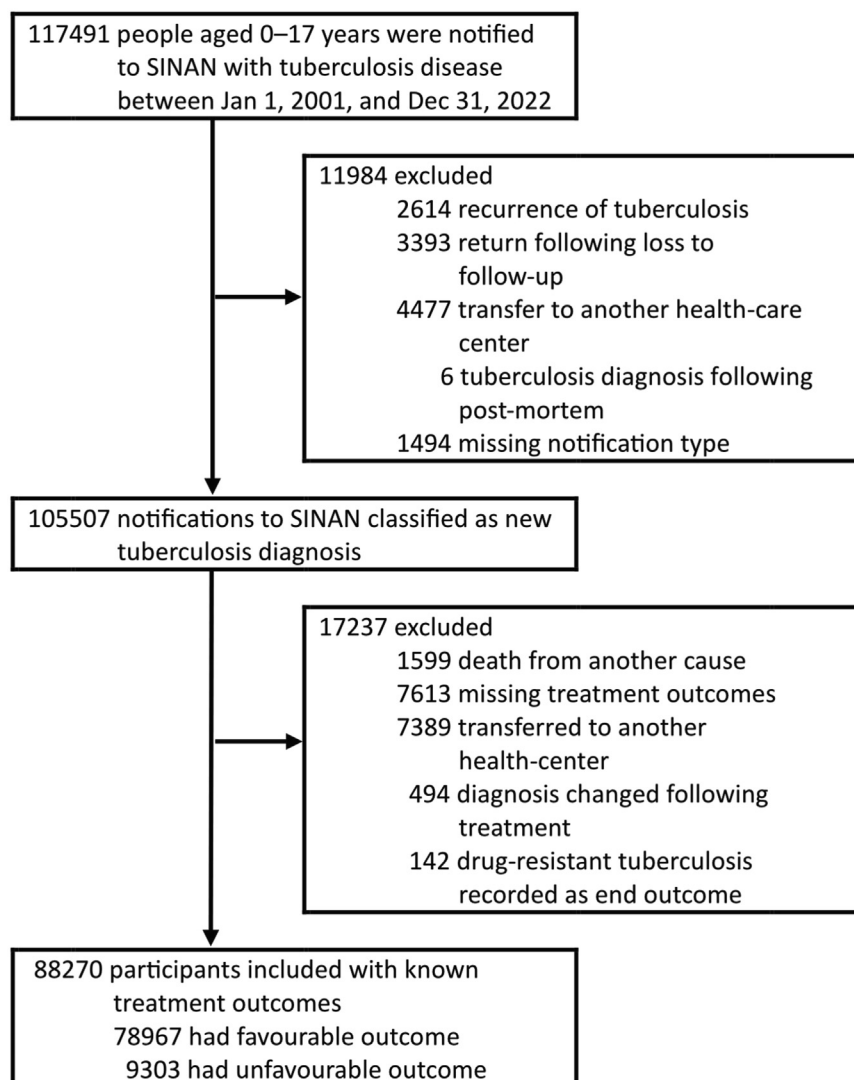 117491 people aged 0–17 years were notified
to SINAN with tuberculosis disease
between Jan 1, 2001, and Dec 31, 2022
11984 excluded
2614 recurrence of tuberculosis
3393 return following loss to
follow-up
4477 transfer to another health-care
center
6 tuberculosis diagnosis following
post-mortem
1494 missing notification type
105507 notifications to SINAN classified as new
tuberculosis diagnosis
17237 excluded
1599 death from another cause
7613 missing treatment outcomes
7389 transferred to another
health-center
494 diagnosis changed following
treatment
142 drug-resistant tuberculosis
recorded as end outcome
88270 participants included with known
treatment outcomes
78967 had favourable outcome
9303 had unfavourable outcome